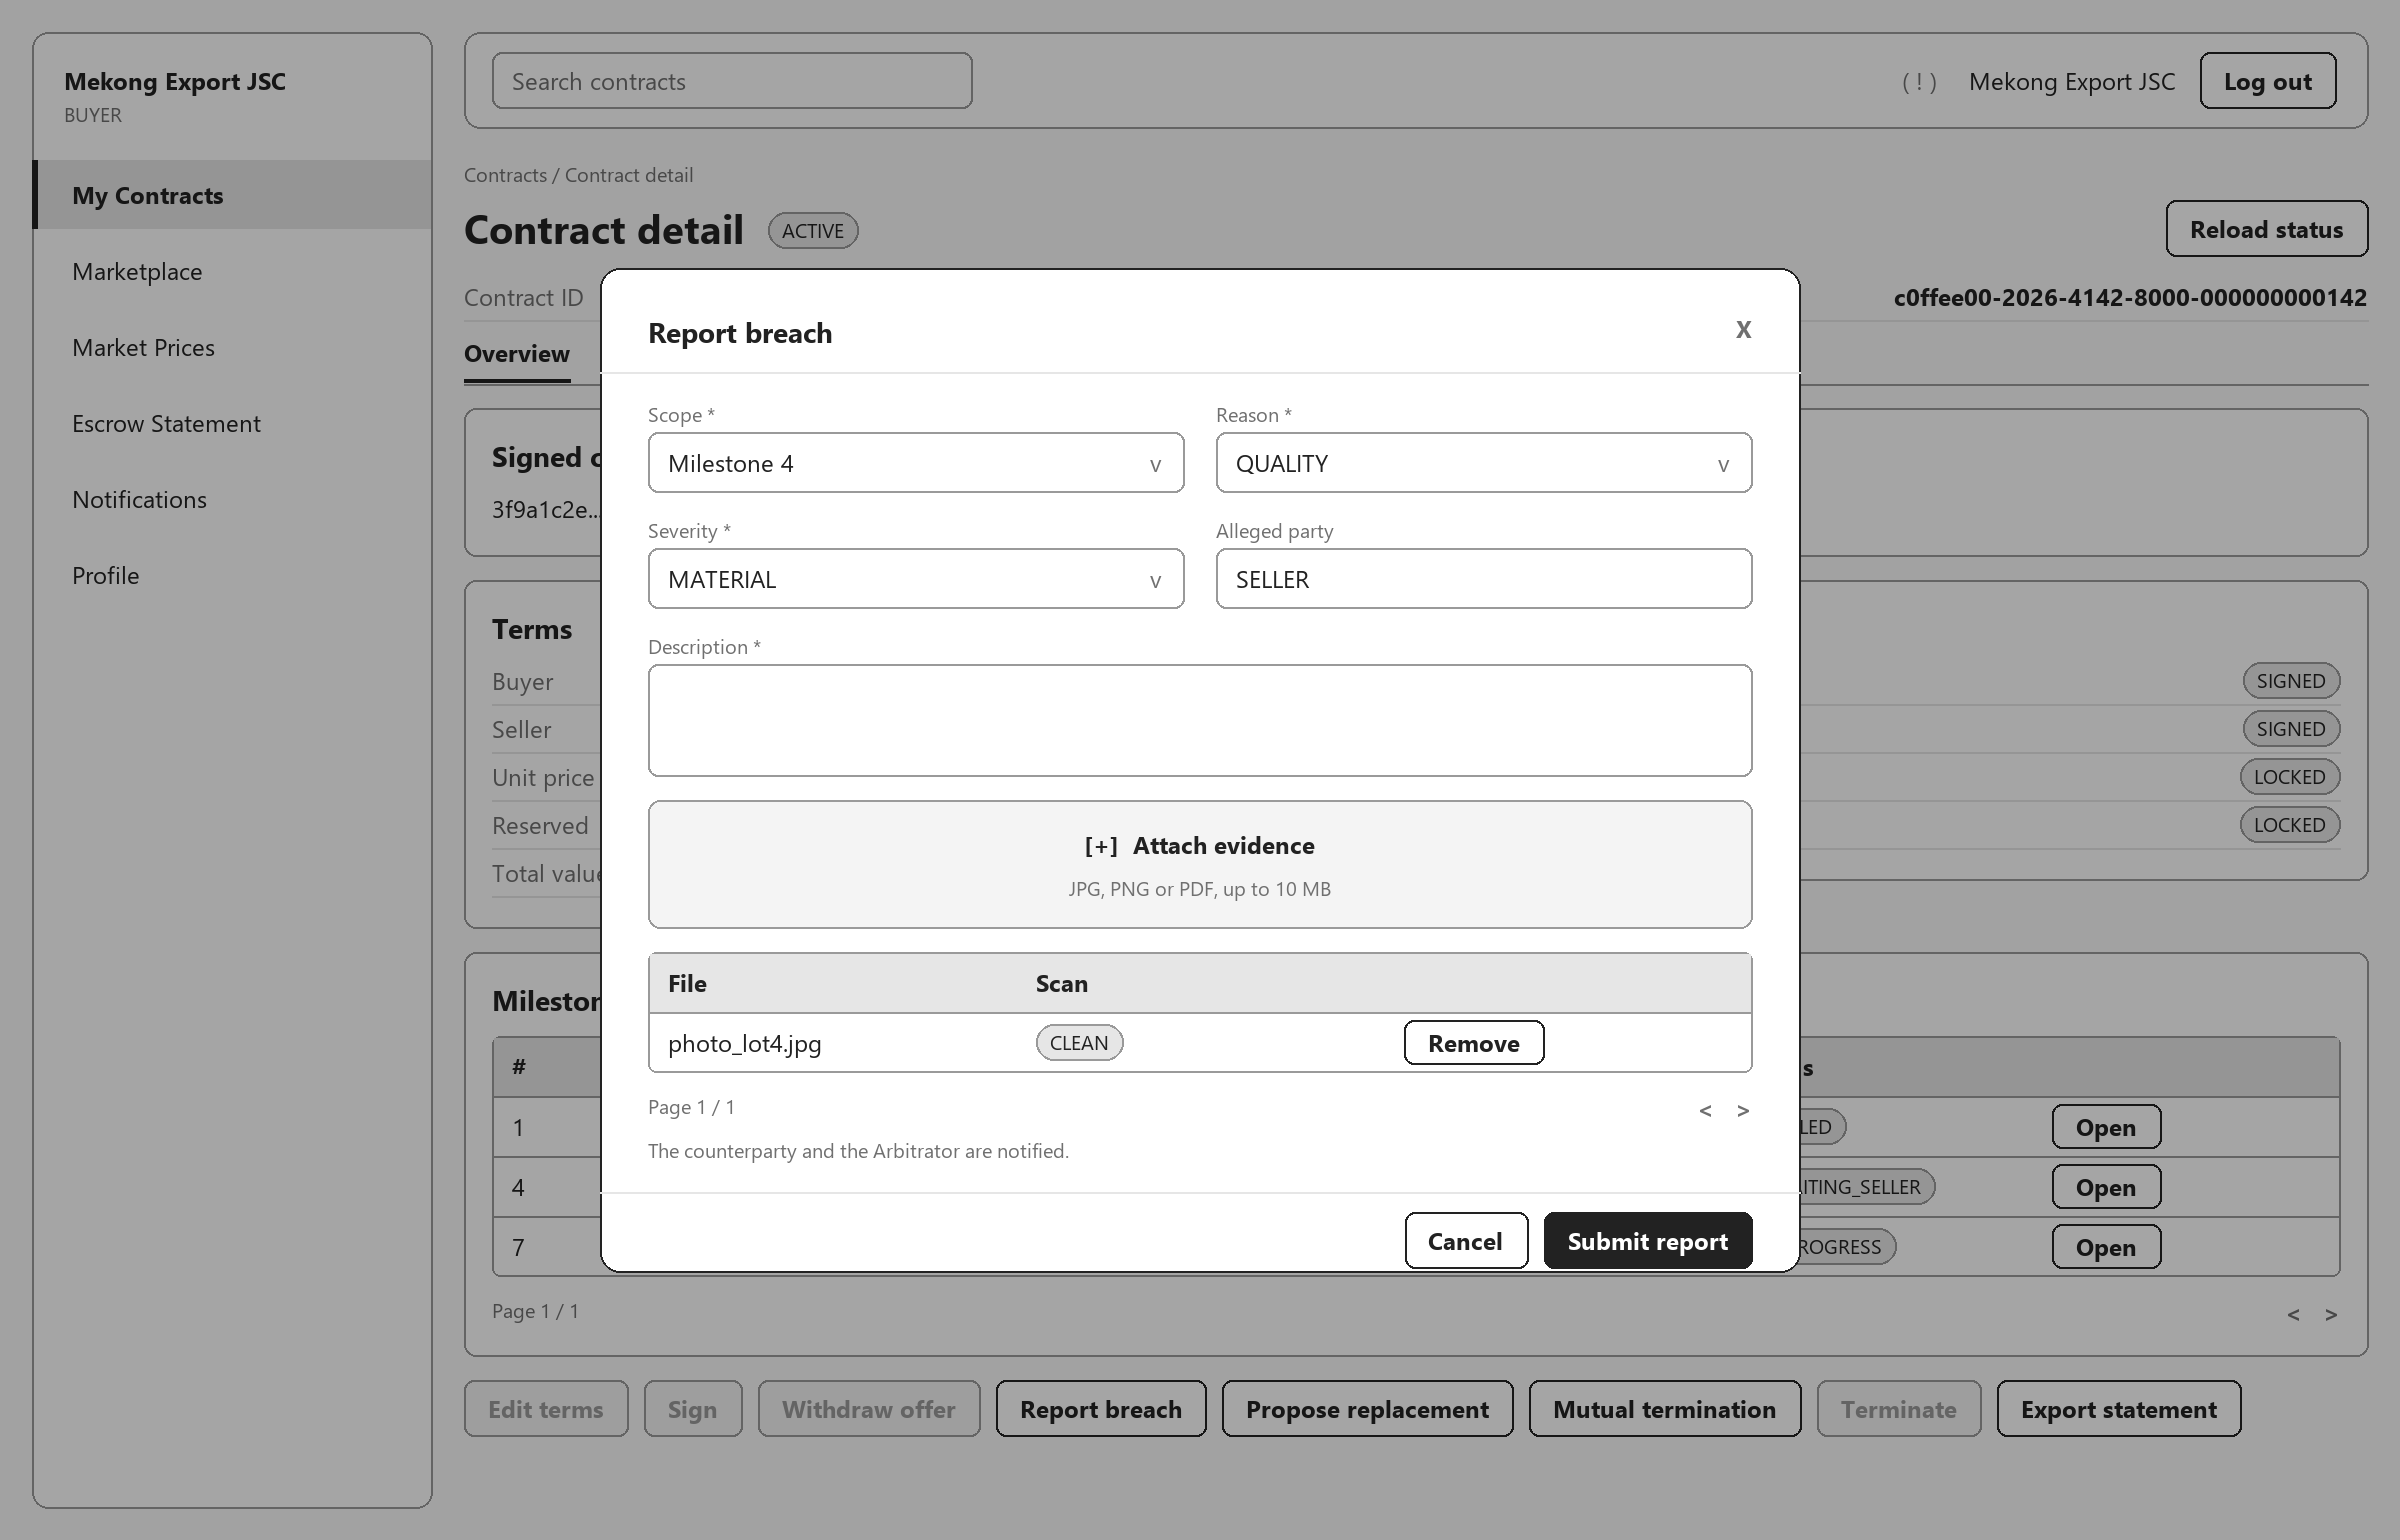 Mekong Export JSC
BUYER
My Contracts
Marketplace
Market Prices
Escrow Statement
Notifications
Profile
Search contracts
( ! ) Mekong Export JSC Log out
Contracts / Contract detail
Contract detail ACTIVE Reload status
Contract ID c0ffee00-2026-4142-8000-000000000142
Overview
Signed
3f9a1c2e...
Terms
Buyer SIGNED
Seller SIGNED
Unit price LOCKED
Reserved LOCKED
Total value
#
1 Open
4 Open
7 Open
Page 1 / 1 < >
Edit terms Sign Withdraw offer Report breach Propose replacement Mutual termination Terminate Export statement
Report breach X
Scope * Reason *
Milestone 4 v QUALITY v
Severity * Alleged party
MATERIAL v SELLER
Description *
[+] Attach evidence
JPG, PNG or PDF, up to 10 MB
File Scan
photo_lot4.jpg CLEAN Remove
Page 1 / 1 < >
The counterparty and the Arbitrator are notified.
Cancel Submit report